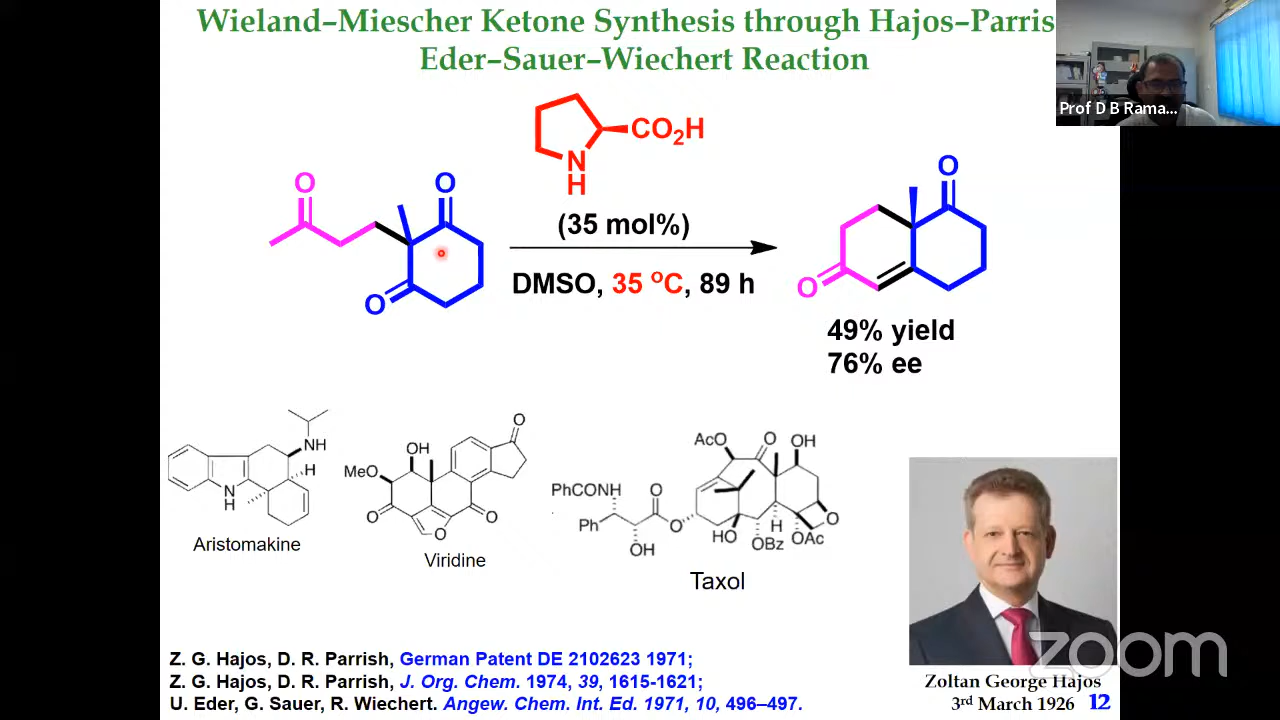 Wieland–Miescher Ketone Synthesis through Hajos–Parris
Eder–Sauer–Wiechert Reaction
Prof D B Rama...
CO2H
N
H
O
O
O
(35 mol%)
DMSO, 35 °C, 89 h
O
O
49% yield
76% ee
NH
H
N
H
Aristomakine
O
OH
MeO
O
O
O
Viridine
AcO
O
OH
PhCONH
O
Ph
O
OH
HO
H
OBz
OAc
O
Taxol
zoom
Zoltan George Hajos
3rd March 1926
12
Z. G. Hajos, D. R. Parrish, German Patent DE 2102623 1971;
Z. G. Hajos, D. R. Parrish, J. Org. Chem. 1974, 39, 1615-1621;
U. Eder, G. Sauer, R. Wiechert. Angew. Chem. Int. Ed. 1971, 10, 496–497.